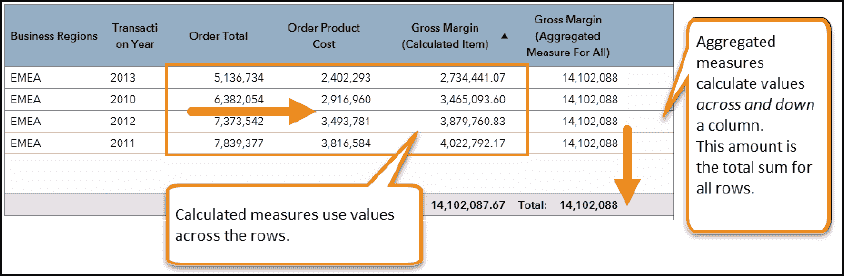 Business Regions Transacti on Year Order Total Order Product Cost Gross Margin (Calculated Item) ▲ Gross Margin (Aggregated Measure For All)
EMEA 2013 5,136,734 2,402,293 2,734,441.07 14,102,088
EMEA 2010 6,382,054 2,916,960 3,465,093.60 14,102,088
EMEA 2012 7,373,542 3,493,781 3,879,760.83 14,102,088
EMEA 2011 7,839,377 3,816,584 4,022,792.17 14,102,088
14,102,087.67 Total: 14,102,088
Calculated measures use values
across the rows.
Aggregated
measures
calculate values
across and down
a column.
This amount is
the total sum for
all rows.